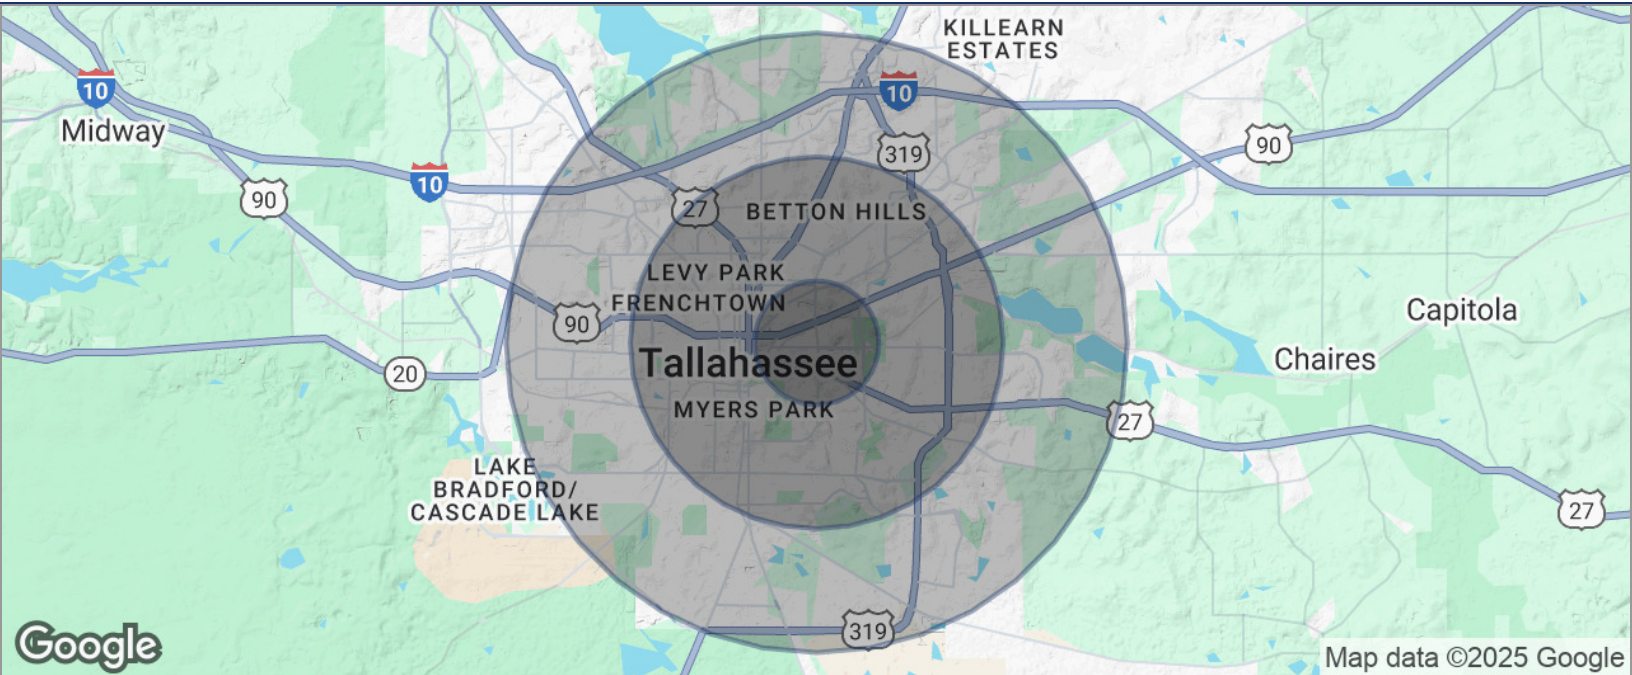 KILLEARN
ESTATES
10
10
Midway
319
90
10
90
27
BETTON HILLS
LEVY PARK
FRENCHTOWN
90
Capitola
Tallahassee
Chaires
20
MYERS PARK
27
LAKE
BRADFORD/
CASCADE LAKE
27
319
Google
Map data ©2025 Google